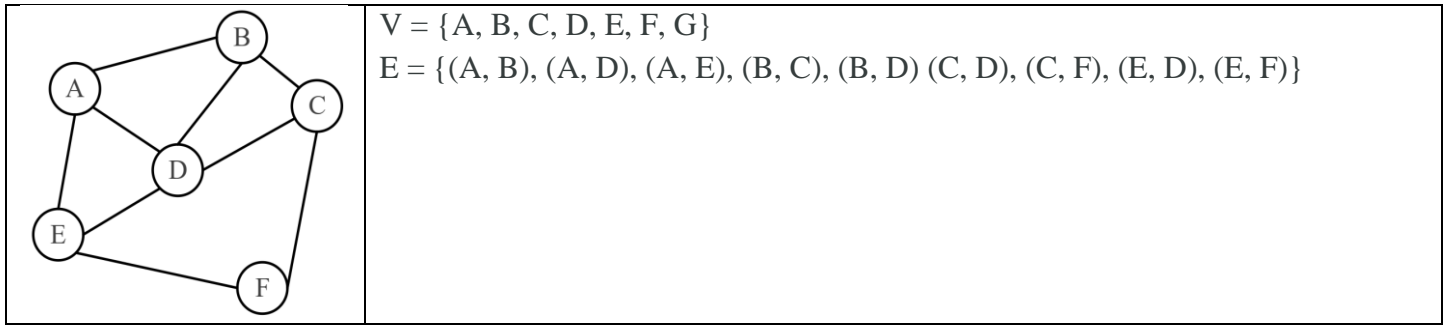 B
A
C
D
E
F
V = {A, B, C, D, E, F, G}
E = {(A, B), (A, D), (A, E), (B, C), (B, D) (C, D), (C, F), (E, D), (E, F)}